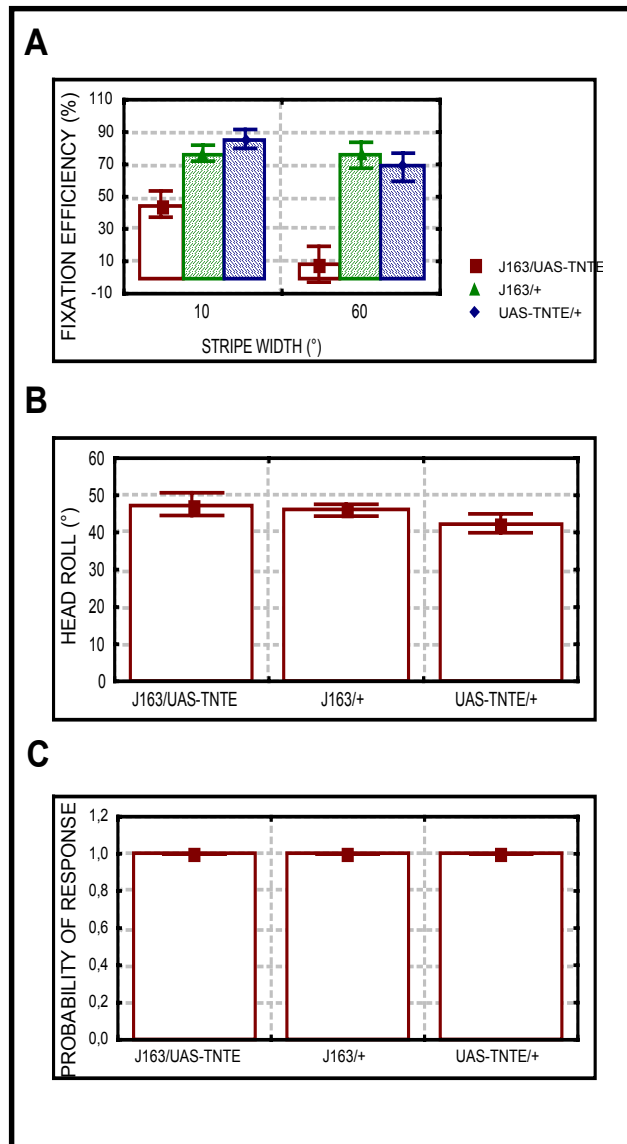 A
FIXATION EFFICIENCY (%)
110
90
70
50
30
10
-10
10 60
STRIPE WIDTH (°)
J163/UAS-TNTE
J163/+
UAS-TNTE/+
B
HEAD ROLL (°)
60
50
40
30
20
10
0
J163/UAS-TNTE J163/+ UAS-TNTE/+
C
PROBABILITY OF RESPONSE
1,2
1,0
0,8
0,6
0,4
0,2
0,0
J163/UAS-TNTE J163/+ UAS-TNTE/+